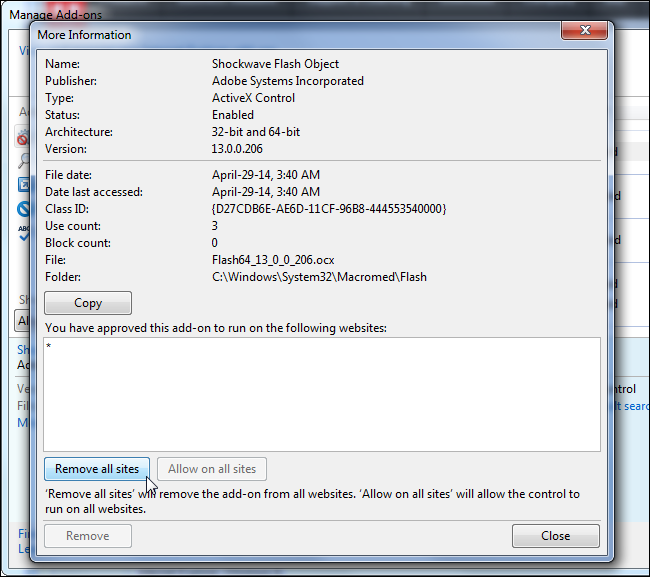 Manage Add-ons
More Information
Name: Shockwave Flash Object
Publisher: Adobe Systems Incorporated
Type: ActiveX Control
Status: Enabled
Architecture: 32-bit and 64-bit
Version: 13.0.0.206
File date: April-29-14, 3:40 AM
Date last accessed: April-29-14, 3:40 AM
Class ID: {D27CDB6E-AE6D-11CF-96B8-444553540000}
Use count: 3
Block count: 0
File: Flash64_13_0_0_206.ocx
Folder: C:\Windows\System32\Macromed\Flash
Copy
You have approved this add-on to run on the following websites:
*
Remove all sites Allow on all sites
'Remove all sites' will remove the add-on from all websites. 'Allow on all sites' will allow the control to
run on all websites.
Remove Close